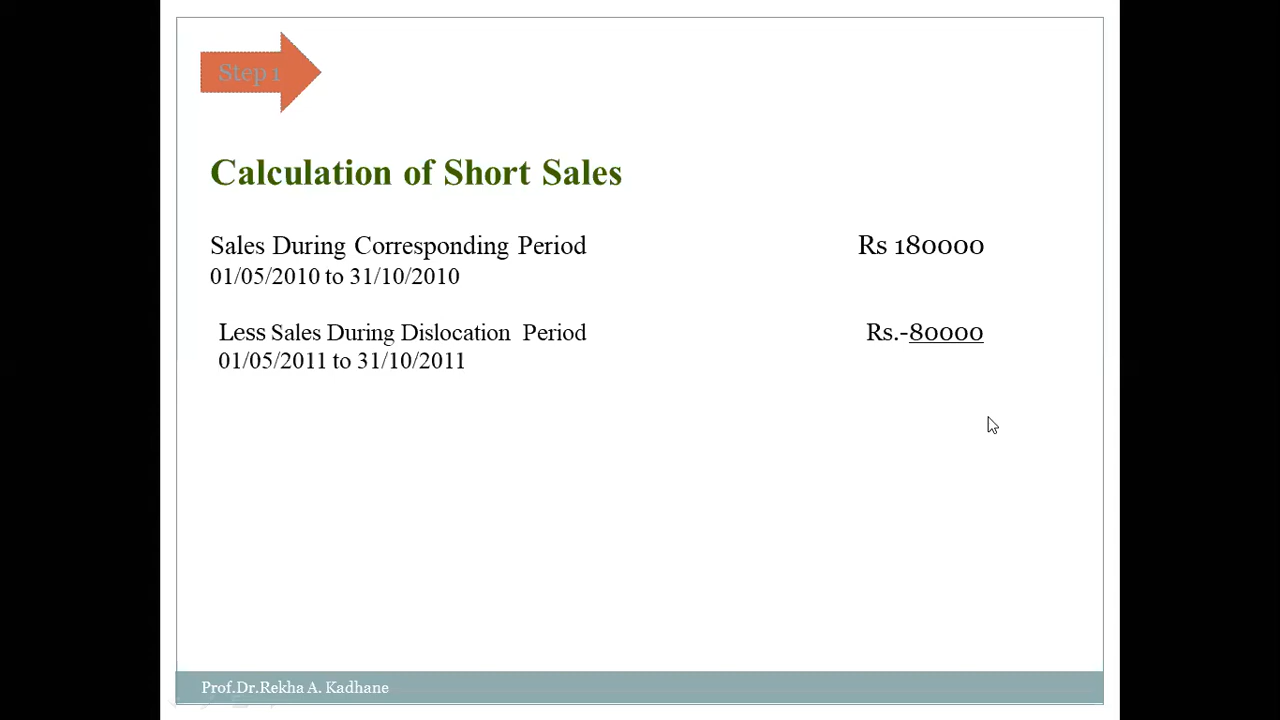 Step 1
Calculation of Short Sales
Sales During Corresponding Period Rs 180000
01/05/2010 to 31/10/2010
Less Sales During Dislocation Period Rs.-80000
01/05/2011 to 31/10/2011
Prof.Dr.Rekha A. Kadhane